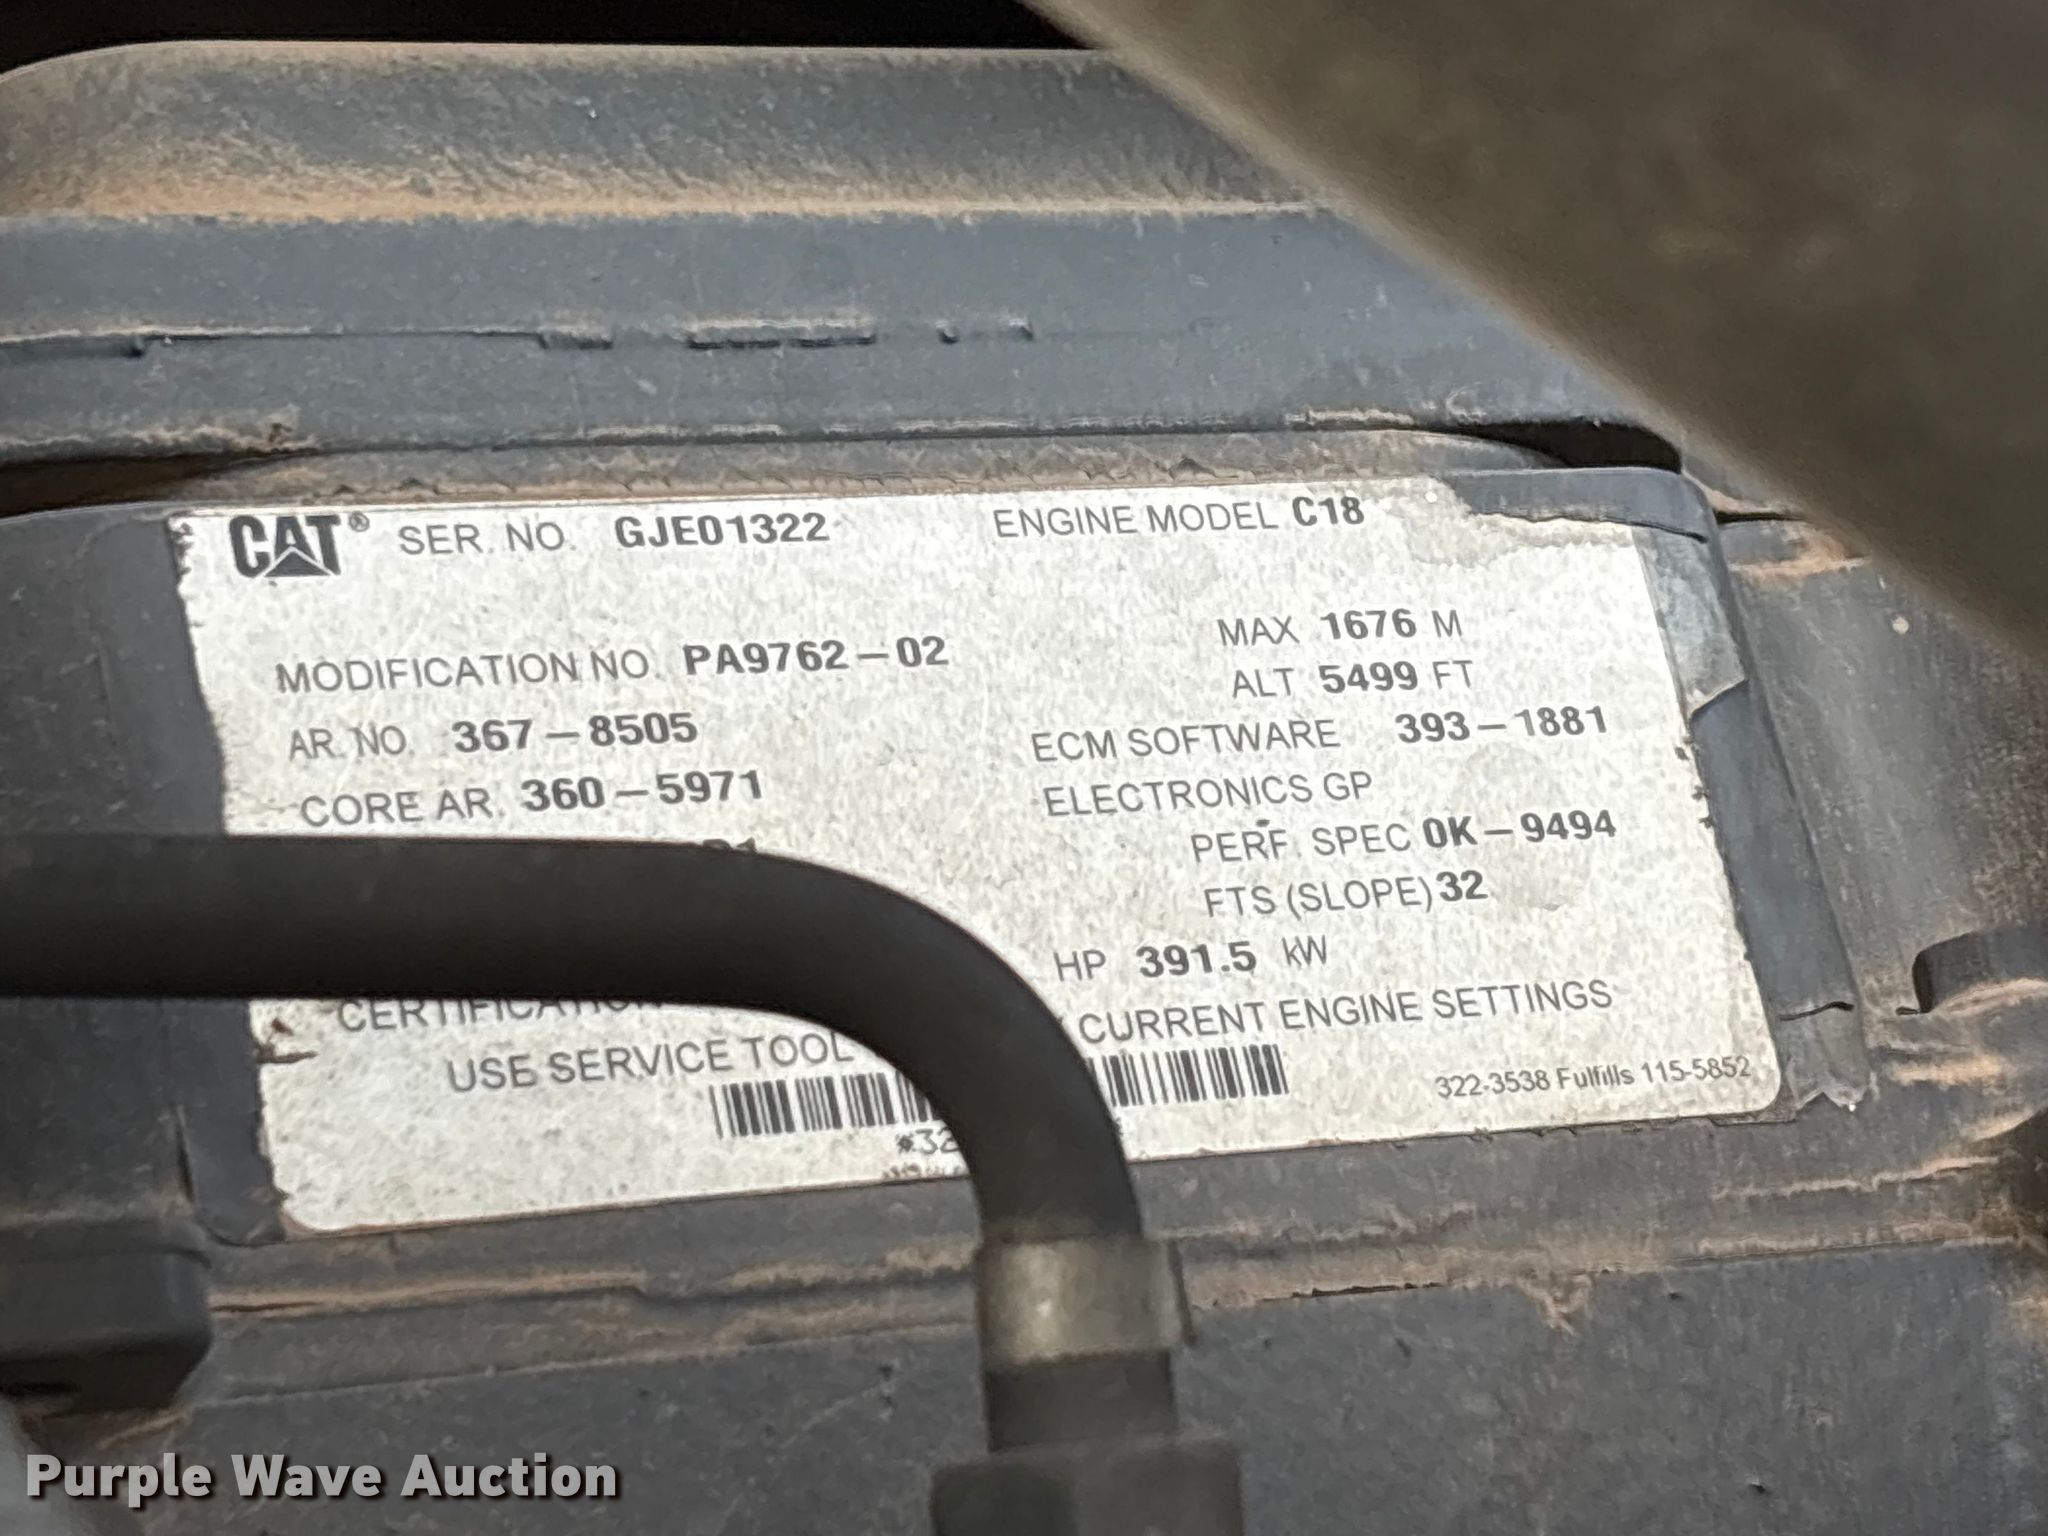 CAT® SER. NO. GJE01322 ENGINE MODEL C18
MODIFICATION NO. PA9762-02 MAX 1676 M
ALT 5499 FT
AR. NO. 367-8505 ECM SOFTWARE 393-1881
CORE AR. 360-5971 ELECTRONICS GP
PERF. SPEC 0K-9494
FTS (SLOPE) 32
HP 391.5 kW
USE SERVICE TOOL CURRENT ENGINE SETTINGS
322-3538 Fulfills 115-5852
Purple Wave Auction